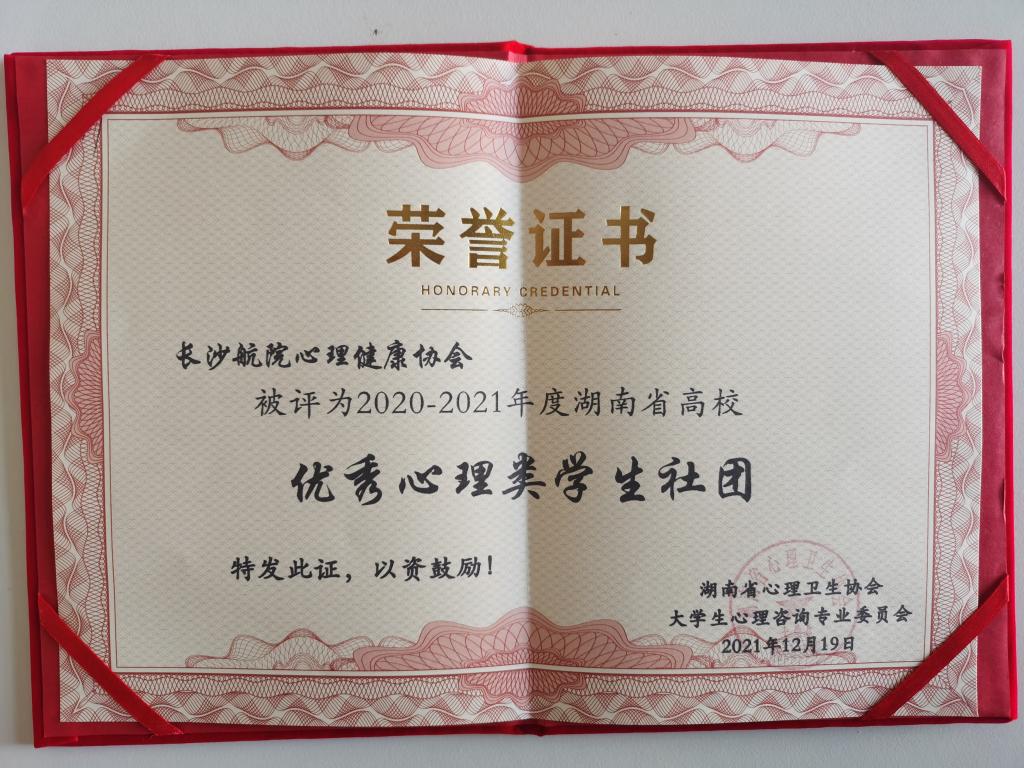 荣誉证书
HONORARY CREDENTIAL
长沙航院心理健康协会
被评为2020-2021年度湖南省高校
优秀心理类学生社团
特发此证，以资鼓励！
湖南省心理卫生协会
大学生心理咨询专业委员会
2021年12月19日